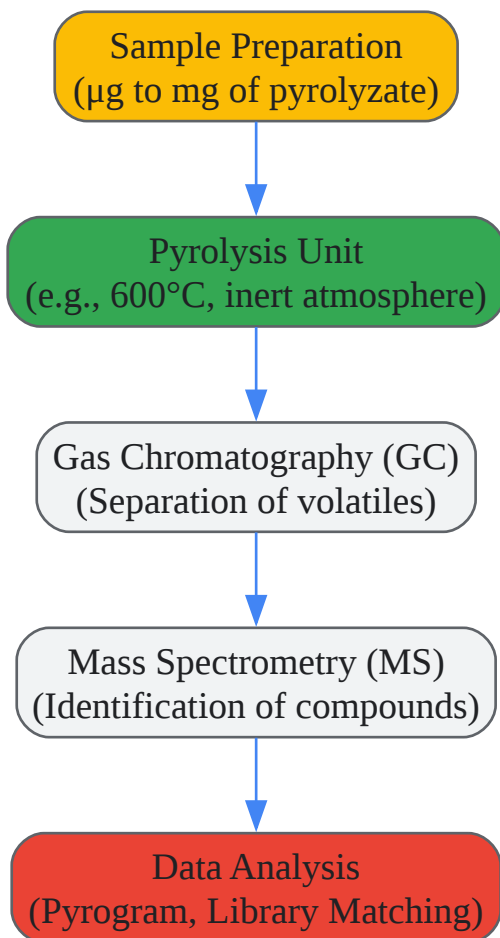 Sample Preparation
(μg to mg of pyrolyzate)
Pyrolysis Unit
(e.g., 600°C, inert atmosphere)
Gas Chromatography (GC)
(Separation of volatiles)
Mass Spectrometry (MS)
(Identification of compounds)
Data Analysis
(Pyrogram, Library Matching)